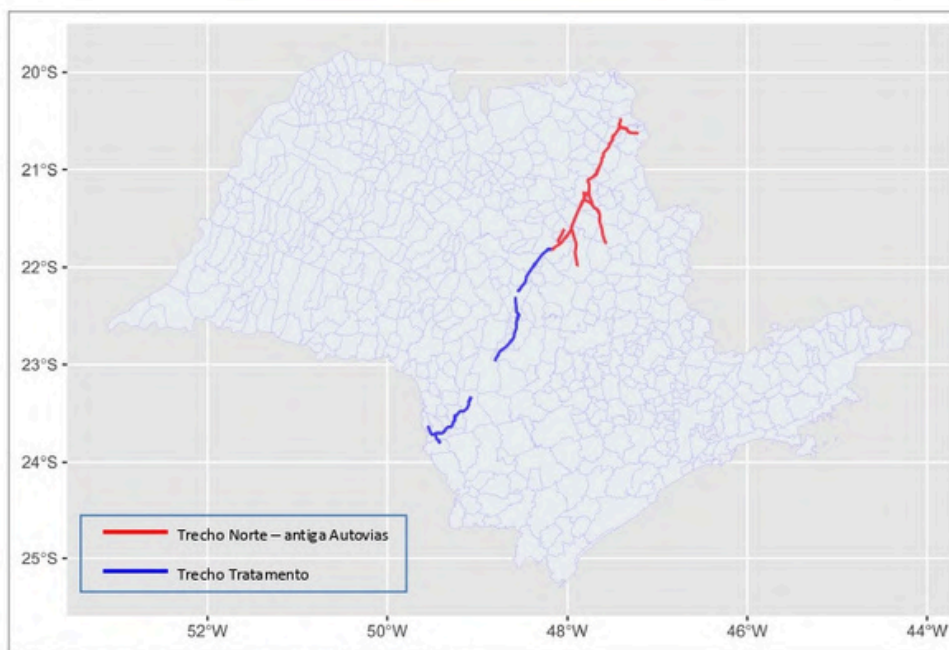 20°S
21°S
22°S
23°S
24°S
25°S
Trecho Norte – antiga Autovias
Trecho Tratamento
52°W
50°W
48°W
46°W
44°W